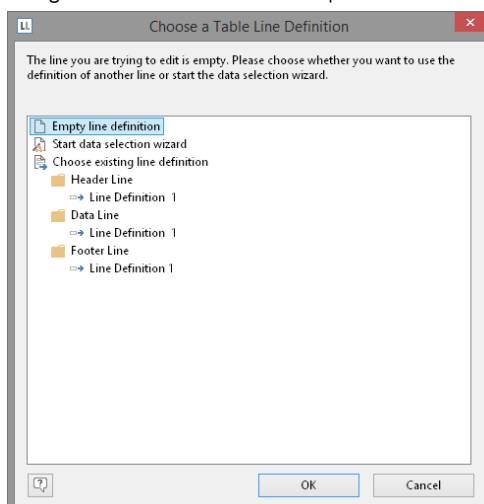 LL
Choose a Table Line Definition
The line you are trying to edit is empty. Please choose whether you want to use the
definition of another line or start the data selection wizard.
Empty line definition
Start data selection wizard
Choose existing line definition
Header Line
Line Definition 1
Data Line
Line Definition 1
Footer Line
Line Definition 1
?
OK
Cancel